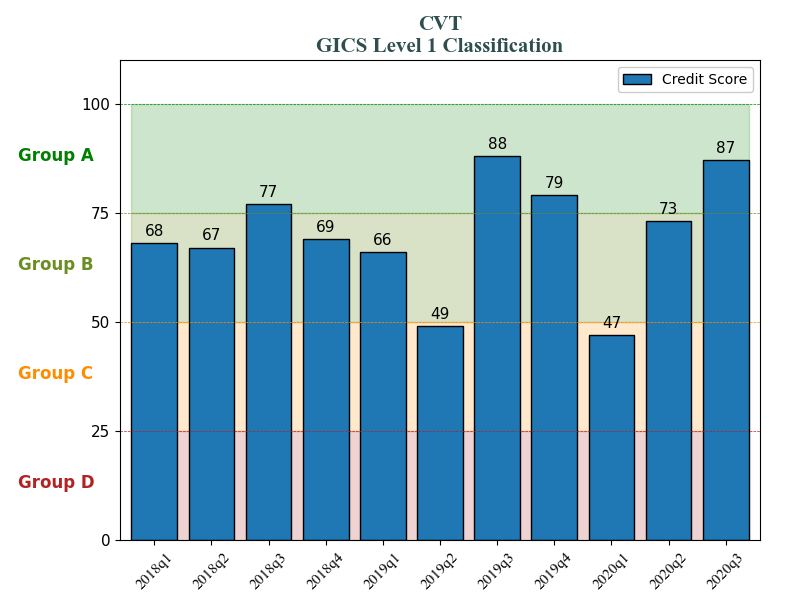 CVT
GICS Level 1 Classification
Credit Score
100
Group A
88
87
79
77
75
73
69
68
67
66
Group B
50
49
47
Group C
25
Group D
0
2018q1 2018q2 2018q3 2018q4 2019q1 2019q2 2019q3 2019q4 2020q1 2020q2 2020q3